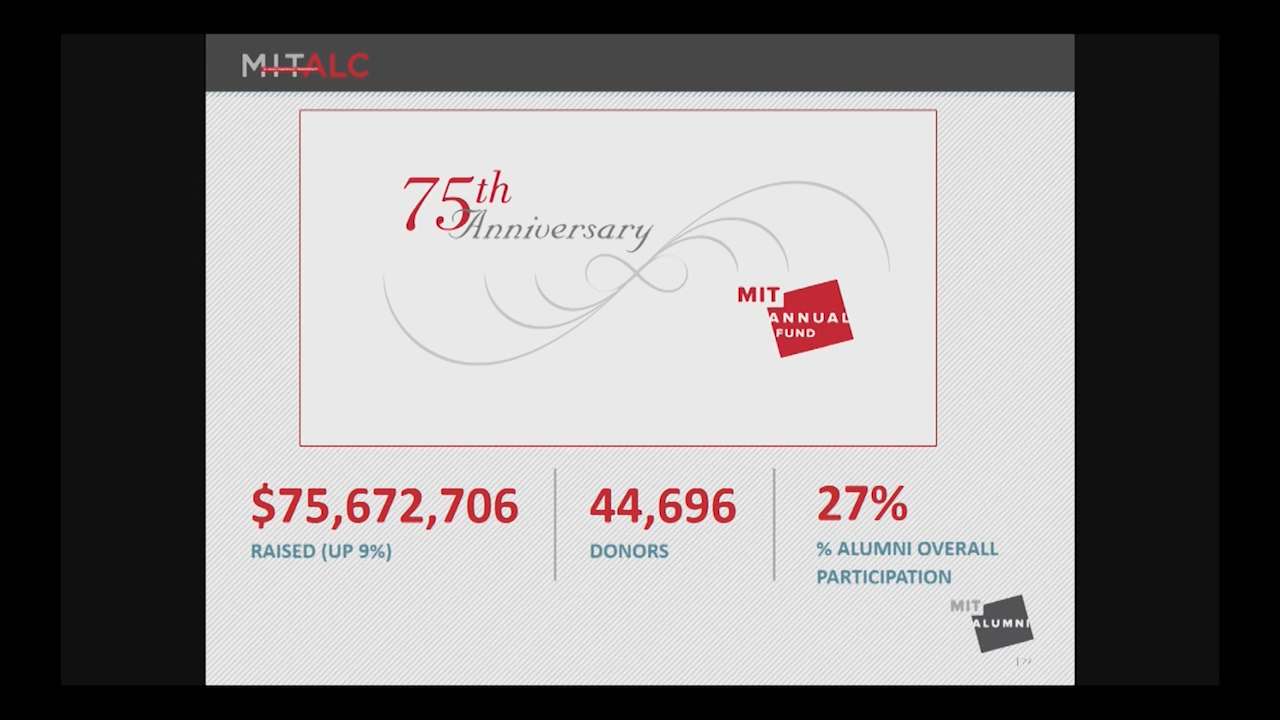 MITALC
75th
Anniversary
MIT
ANNUAL
FUND
$75,672,706
RAISED (UP 9%)
44,696
DONORS
27%
% ALUMNI OVERALL
PARTICIPATION
MIT
ALUMNI